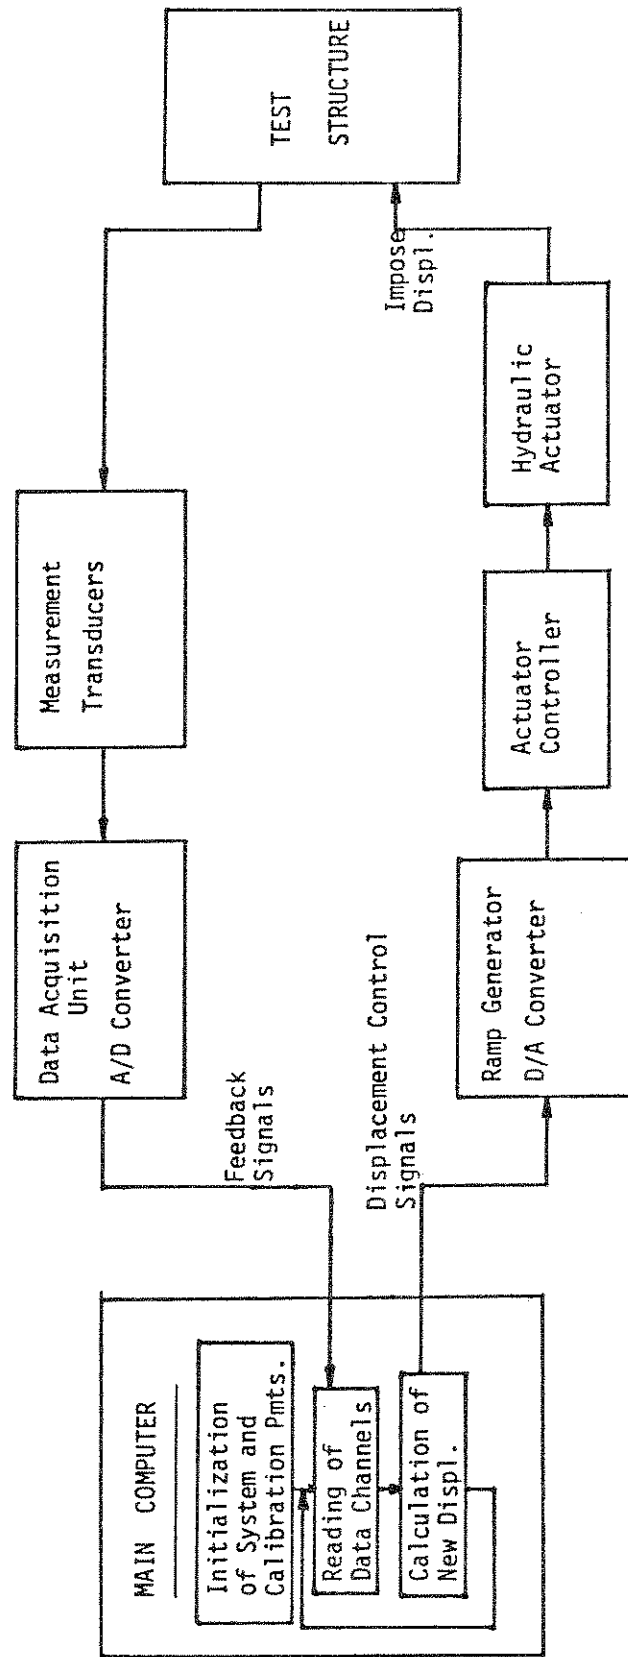 MAIN COMPUTER
Initialization
of System and
Calibration Pmts.
Reading of
Data Channels
Calculation of
New Displ.
Feedback
Signals
Displacement Control
Signals
Data Acquisition
Unit
A/D Converter
Ramp Generator
D/A Converter
Measurement
Transducers
Actuator
Controller
Hydraulic
Actuator
Impose
Displ.
TEST
STRUCTURE